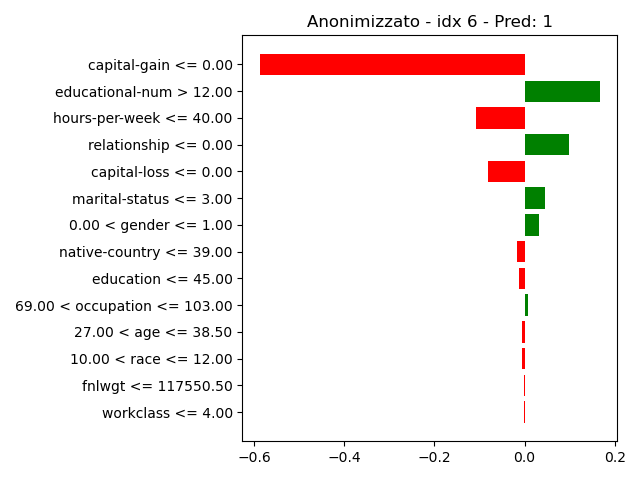 Anonimizzato - idx 6 - Pred: 1
capital-gain <= 0.00
educational-num > 12.00
hours-per-week <= 40.00
relationship <= 0.00
capital-loss <= 0.00
marital-status <= 3.00
0.00 < gender <= 1.00
native-country <= 39.00
education <= 45.00
69.00 < occupation <= 103.00
27.00 < age <= 38.50
10.00 < race <= 12.00
fnlwgt <= 117550.50
workclass <= 4.00
−0.6 −0.4 −0.2 0.0 0.2